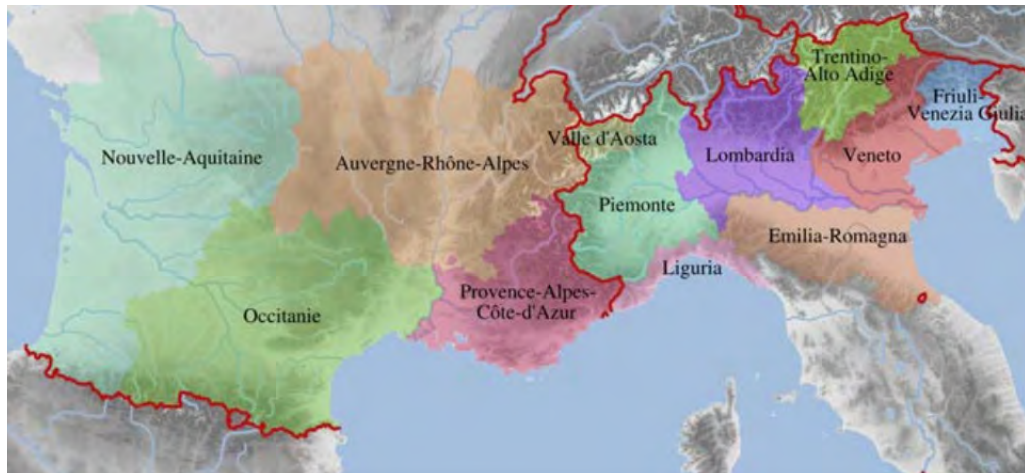 Trentino-
Alto Adige
Friuli-
Venezia Giulia
Nouvelle-Aquitaine
Auvergne-Rhône-Alpes
Valle d'Aosta
Lombardia
Veneto
Piemonte
Emilia-Romagna
Liguria
Provence-Alpes-
Côte-d'Azur
Occitanie